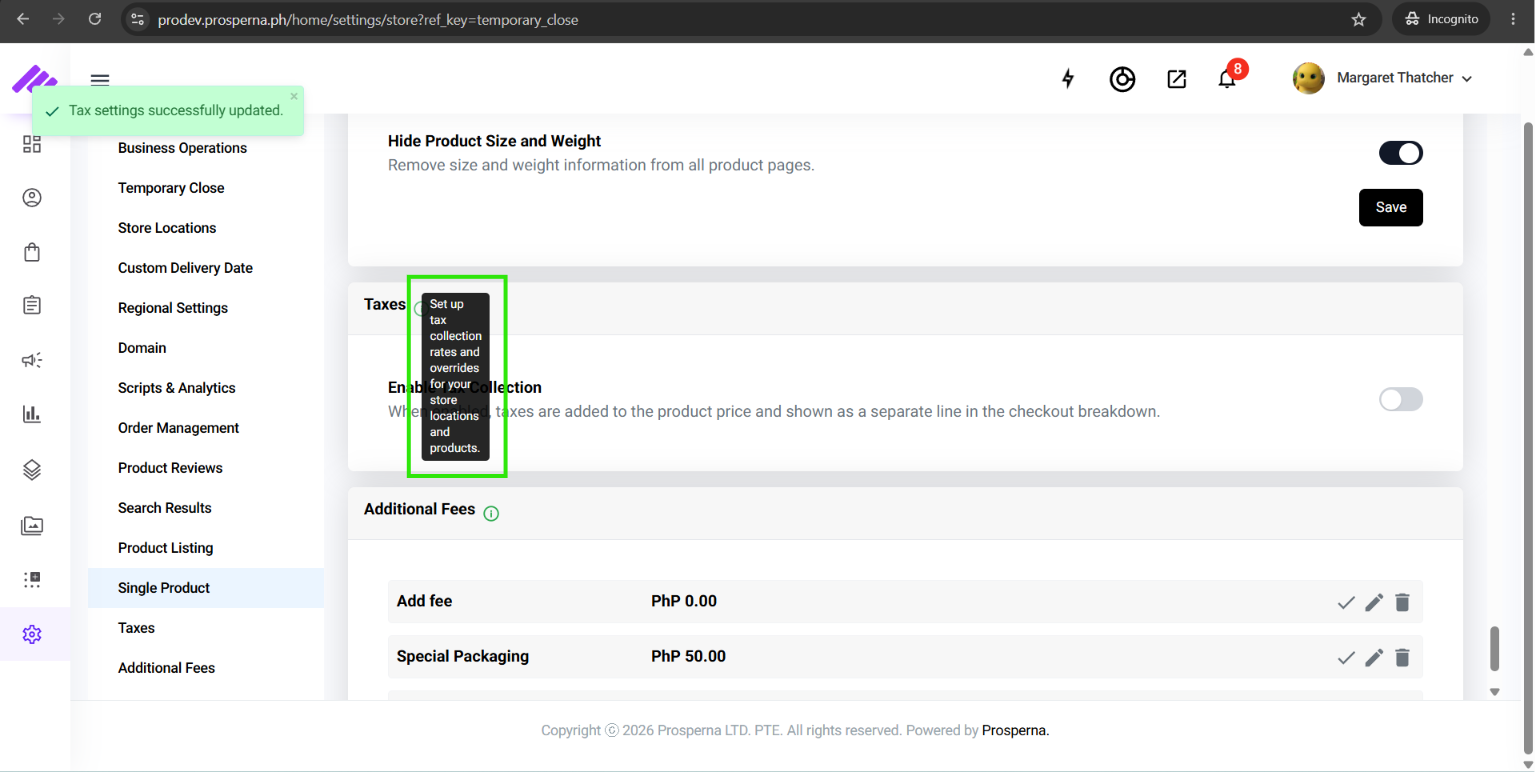 prodev.prosperna.ph/home/settings/store?ref_key=temporary_close
Incognito
8
Margaret Thatcher
Tax settings successfully updated.
Business Operations
Temporary Close
Store Locations
Custom Delivery Date
Regional Settings
Domain
Scripts & Analytics
Order Management
Product Reviews
Search Results
Product Listing
Single Product
Taxes
Additional Fees
Hide Product Size and Weight
Remove size and weight information from all product pages.
Save
Taxes
Set up
tax
collection
rates and
overrides
for your
store
locations
and
products.
Enable Tax Collection
When enabled, taxes are added to the product price and shown as a separate line in the checkout breakdown.
Additional Fees
Add fee PhP 0.00
Special Packaging PhP 50.00
Copyright © 2026 Prosperna LTD. PTE. All rights reserved. Powered by Prosperna.